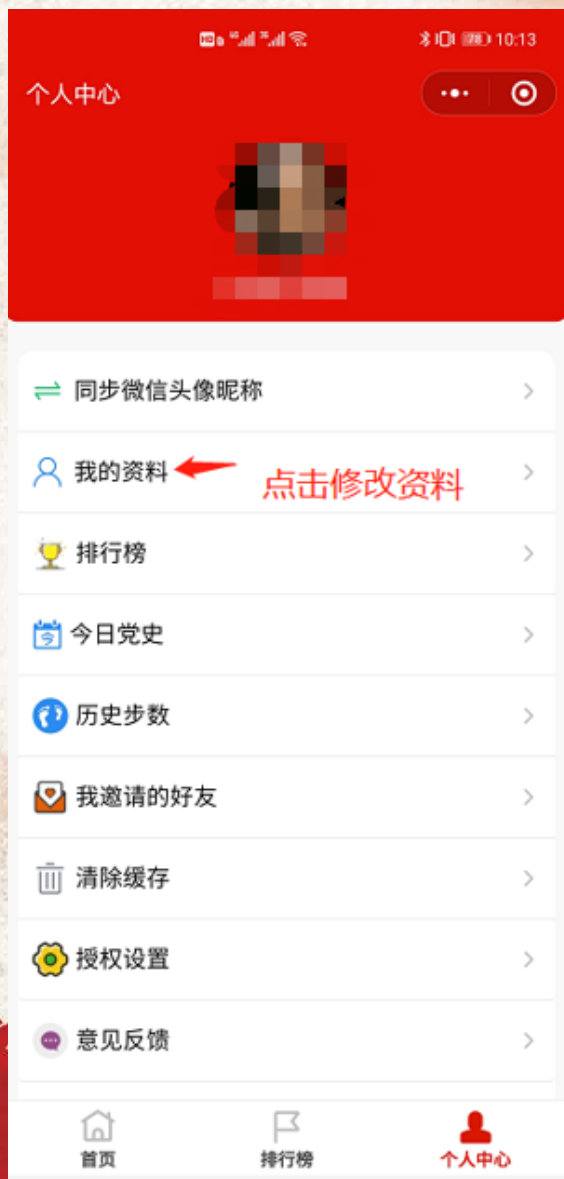 10:13
个人中心
同步微信头像昵称
我的资料
点击修改资料
排行榜
今日党史
历史步数
我邀请的好友
清除缓存
授权设置
意见反馈
首页
排行榜
个人中心